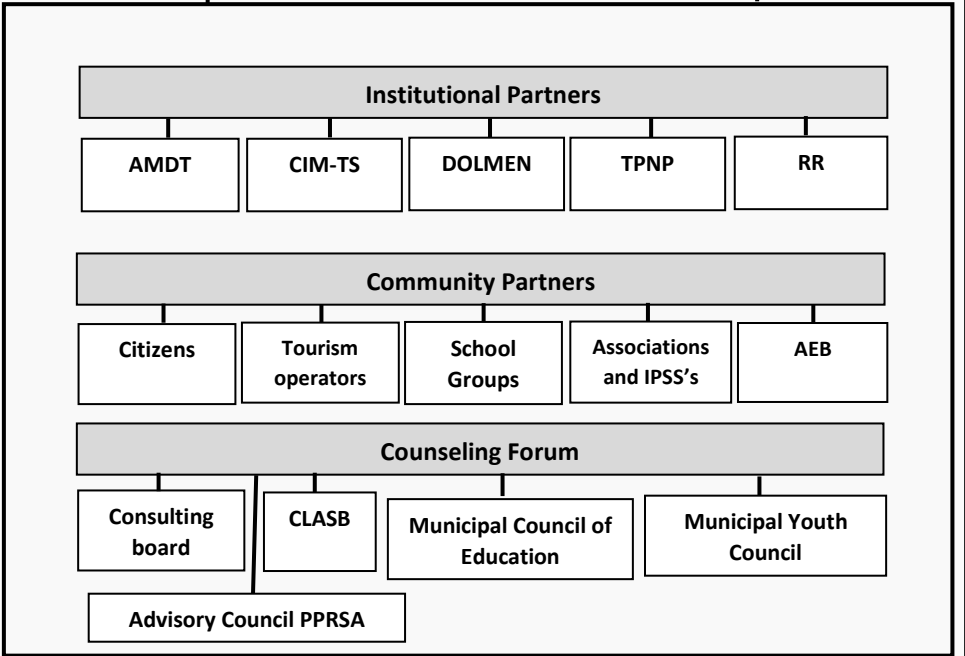 Institutional Partners
AMDT
CIM-TS
DOLMEN
TPNP
RR
Community Partners
Citizens
Tourism
operators
School
Groups
Associations
and IPSS's
AEB
Counseling Forum
Consulting
board
CLASB
Municipal Council of
Education
Municipal Youth
Council
Advisory Council PPRSA